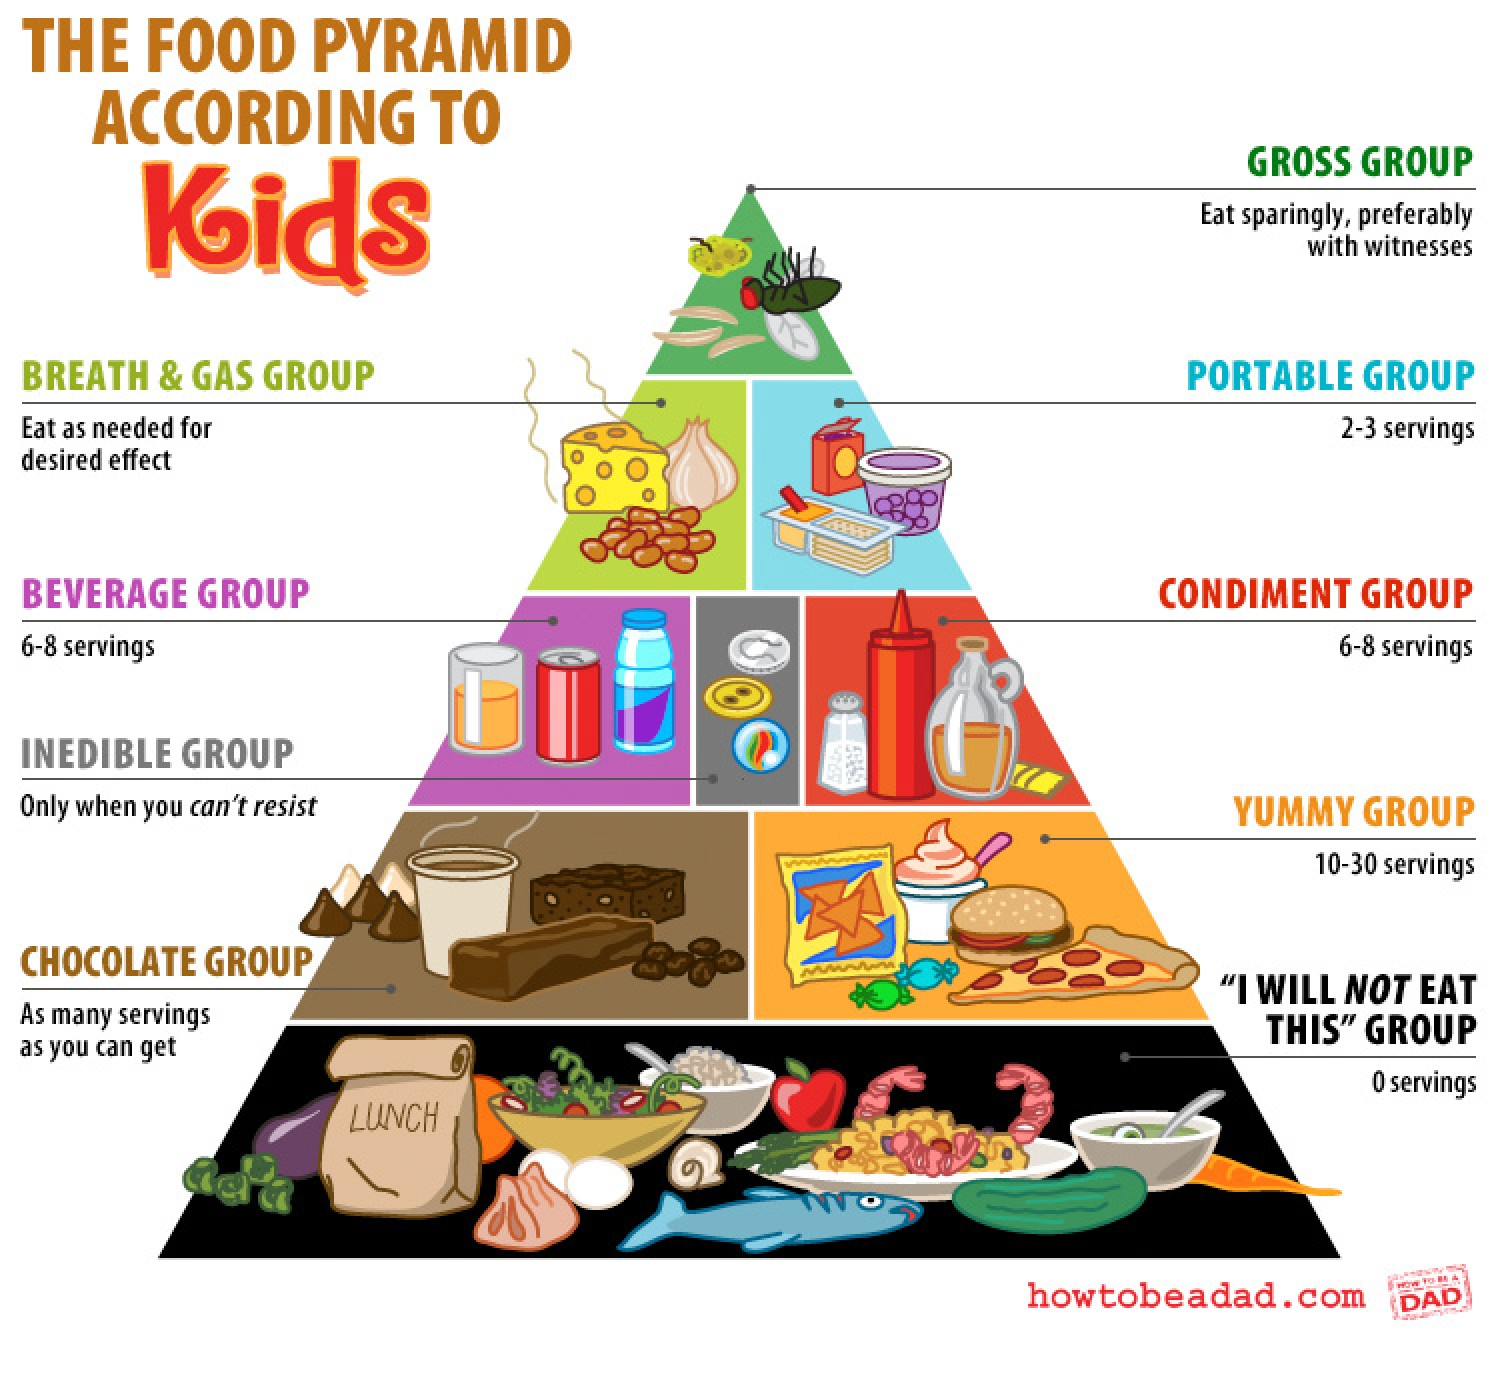 THE FOOD PYRAMID
ACCORDING TO
Kids
GROSS GROUP
Eat sparingly, preferably
with witnesses
BREATH & GAS GROUP
Eat as needed for
desired effect
PORTABLE GROUP
2-3 servings
BEVERAGE GROUP
6-8 servings
CONDIMENT GROUP
6-8 servings
INEDIBLE GROUP
Only when you can't resist
YUMMY GROUP
10-30 servings
CHOCOLATE GROUP
As many servings
as you can get
"I WILL NOT EAT
THIS" GROUP
0 servings
LUNCH
howtobeadad.com
HOW TO BE A
DAD